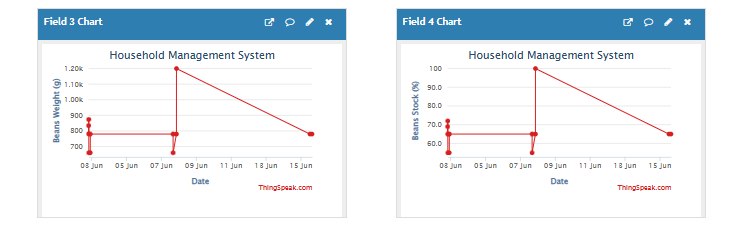 Field 3 Chart
Household Management System
Beans Weight (g)
1.20k
1.10k
1.00k
900
800
700
08 Jun 05 Jun 07 Jun 09 Jun 11 Jun 13 Jun 15 Jun
Date
ThingSpeak.com
Field 4 Chart
Household Management System
Beans Stock (%)
100
90.0
80.0
70.0
60.0
08 Jun 05 Jun 07 Jun 09 Jun 11 Jun 13 Jun 15 Jun
Date
ThingSpeak.com